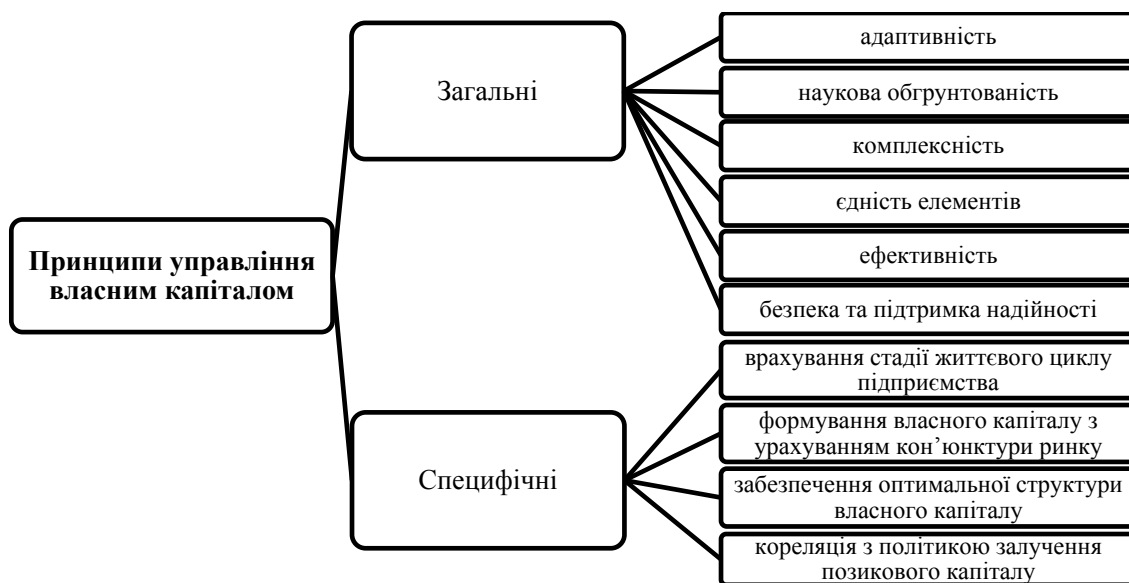 Принципи управління
власним капіталом
Загальні
адаптивність
наукова обгрунтованість
комплексність
єдність елементів
ефективність
безпека та підтримка надійності
Специфічні
врахування стадії життєвого циклу
підприємства
формування власного капіталу з
урахуванням кон’юнктури ринку
забезпечення оптимальної структури
власного капіталу
кореляція з політикою залучення
позикового капіталу